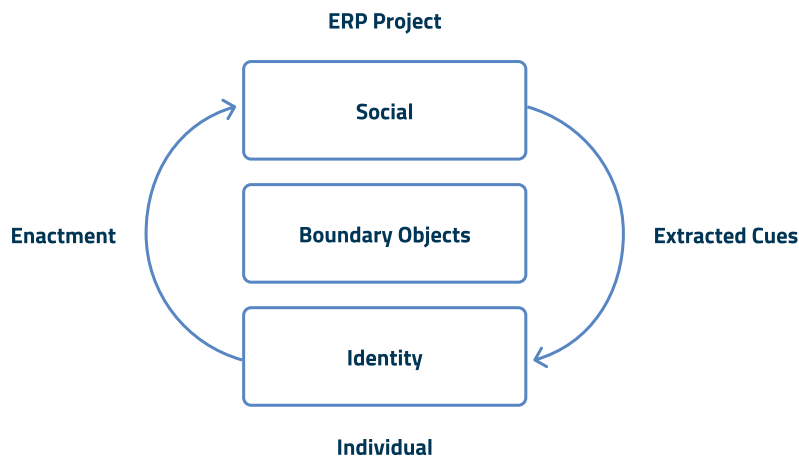 ERP Project
Social
Enactment
Boundary Objects
Extracted Cues
Identity
Individual